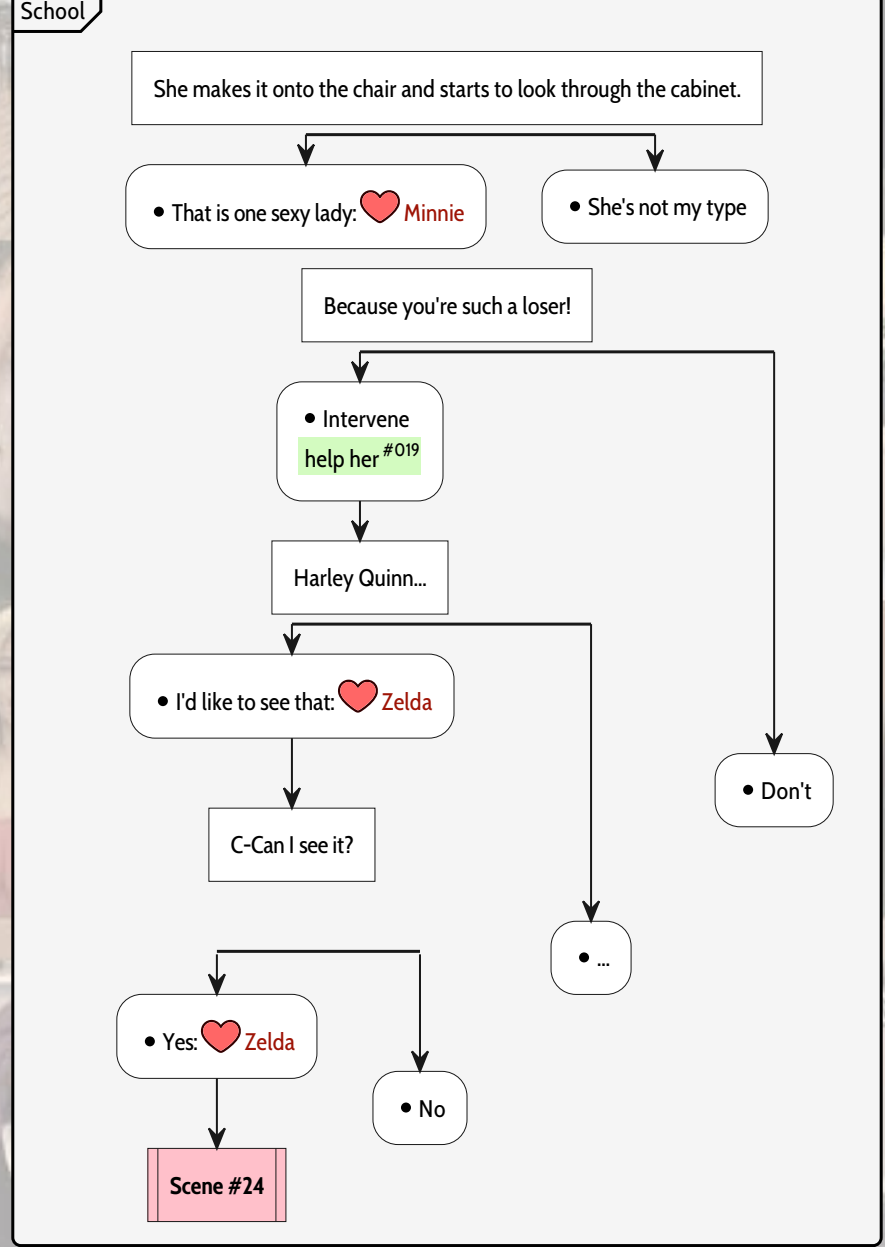 School
She makes it onto the chair and starts to look through the cabinet.
• That is one sexy lady: Minnie
• She's not my type
Because you're such a loser!
• Intervene
help her #019
Harley Quinn...
• I'd like to see that: Zelda
• Don't
C-Can I see it?
• ...
• Yes: Zelda
• No
Scene #24